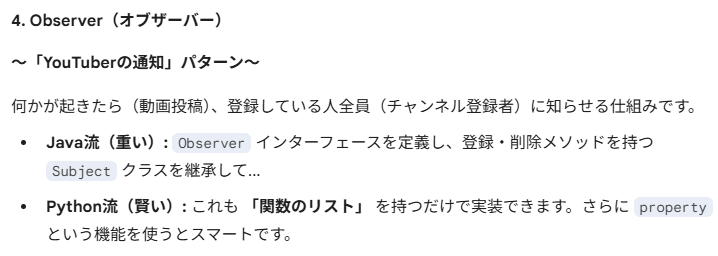 4. Observer（オブザーバー）
～「YouTuberの通知」パターン～
何かが起きたら（動画投稿）、登録している人全員（チャンネル登録者）に知らせる仕組みです。
• Java流（重い）: Observer インターフェースを定義し、登録・削除メソッドを持つ
Subject クラスを継承して...
• Python流（賢い）: これも 「関数のリスト」 を持つだけで実装できます。さらに property
という機能を使うとスマートです。